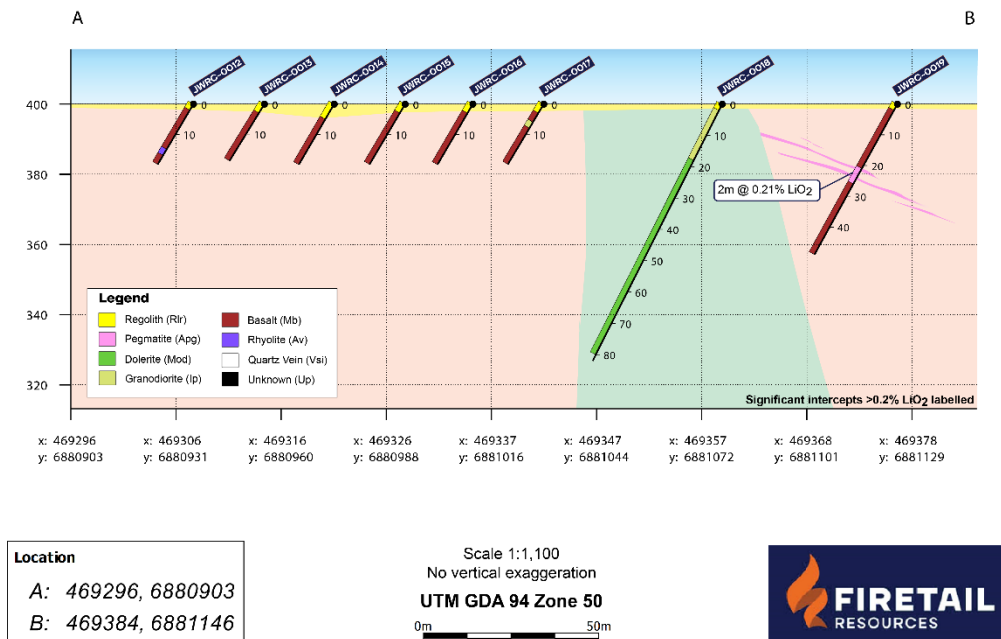 A B
JWRC-0012 JWRC-0013 JWRC-0014 JWRC-0015 JWRC-0016 JWRC-0017 JWRC-0018 JWRC-0019
400 0 0 0 0 0 0 0 0
10 10 10 10 10
380 20 20
2m @ 0.21% LiO2
30 30
40 40
360
50
60
340 70
80
320
Legend
Regolith (Rlr) Basalt (Mb)
Pegmatite (Apg) Rhyolite (Av)
Dolerite (Mod) Quartz Vein (Vsi)
Granodiorite (Ip) Unknown (Up)
Significant intercepts >0.2% LiO2 labelled
x: 469296 x: 469306 x: 469316 x: 469326 x: 469337 x: 469347 x: 469357 x: 469368 x: 469378
y: 6880903 y: 6880931 y: 6880960 y: 6880988 y: 6881016 y: 6881044 y: 6881072 y: 6881101 y: 6881129
Location
A: 469296, 6880903
B: 469384, 6881146
Scale 1:1,100
No vertical exaggeration
UTM GDA 94 Zone 50
0m 50m
FIRETAIL
RESOURCES